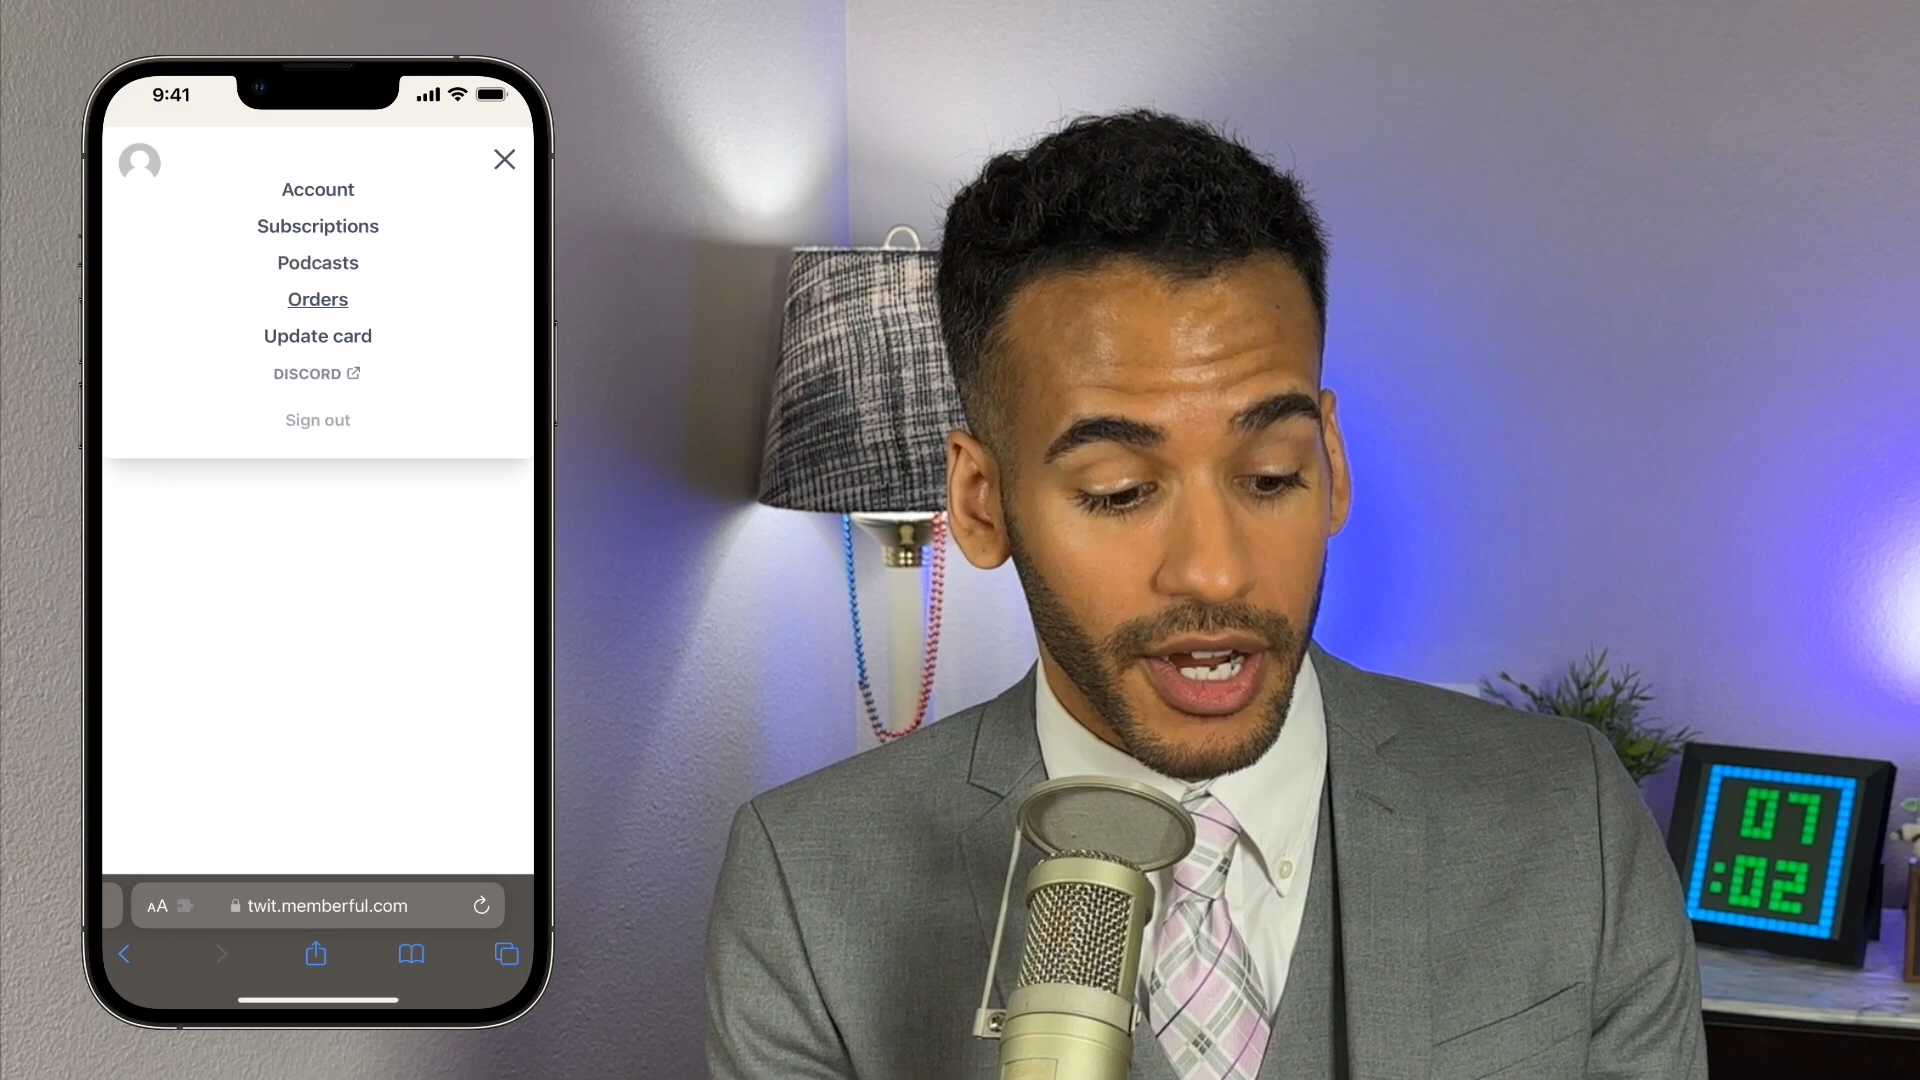 9:41
Account
Subscriptions
Podcasts
Orders
Update card
DISCORD
Sign out
AA
twit.memberful.com
07
:02